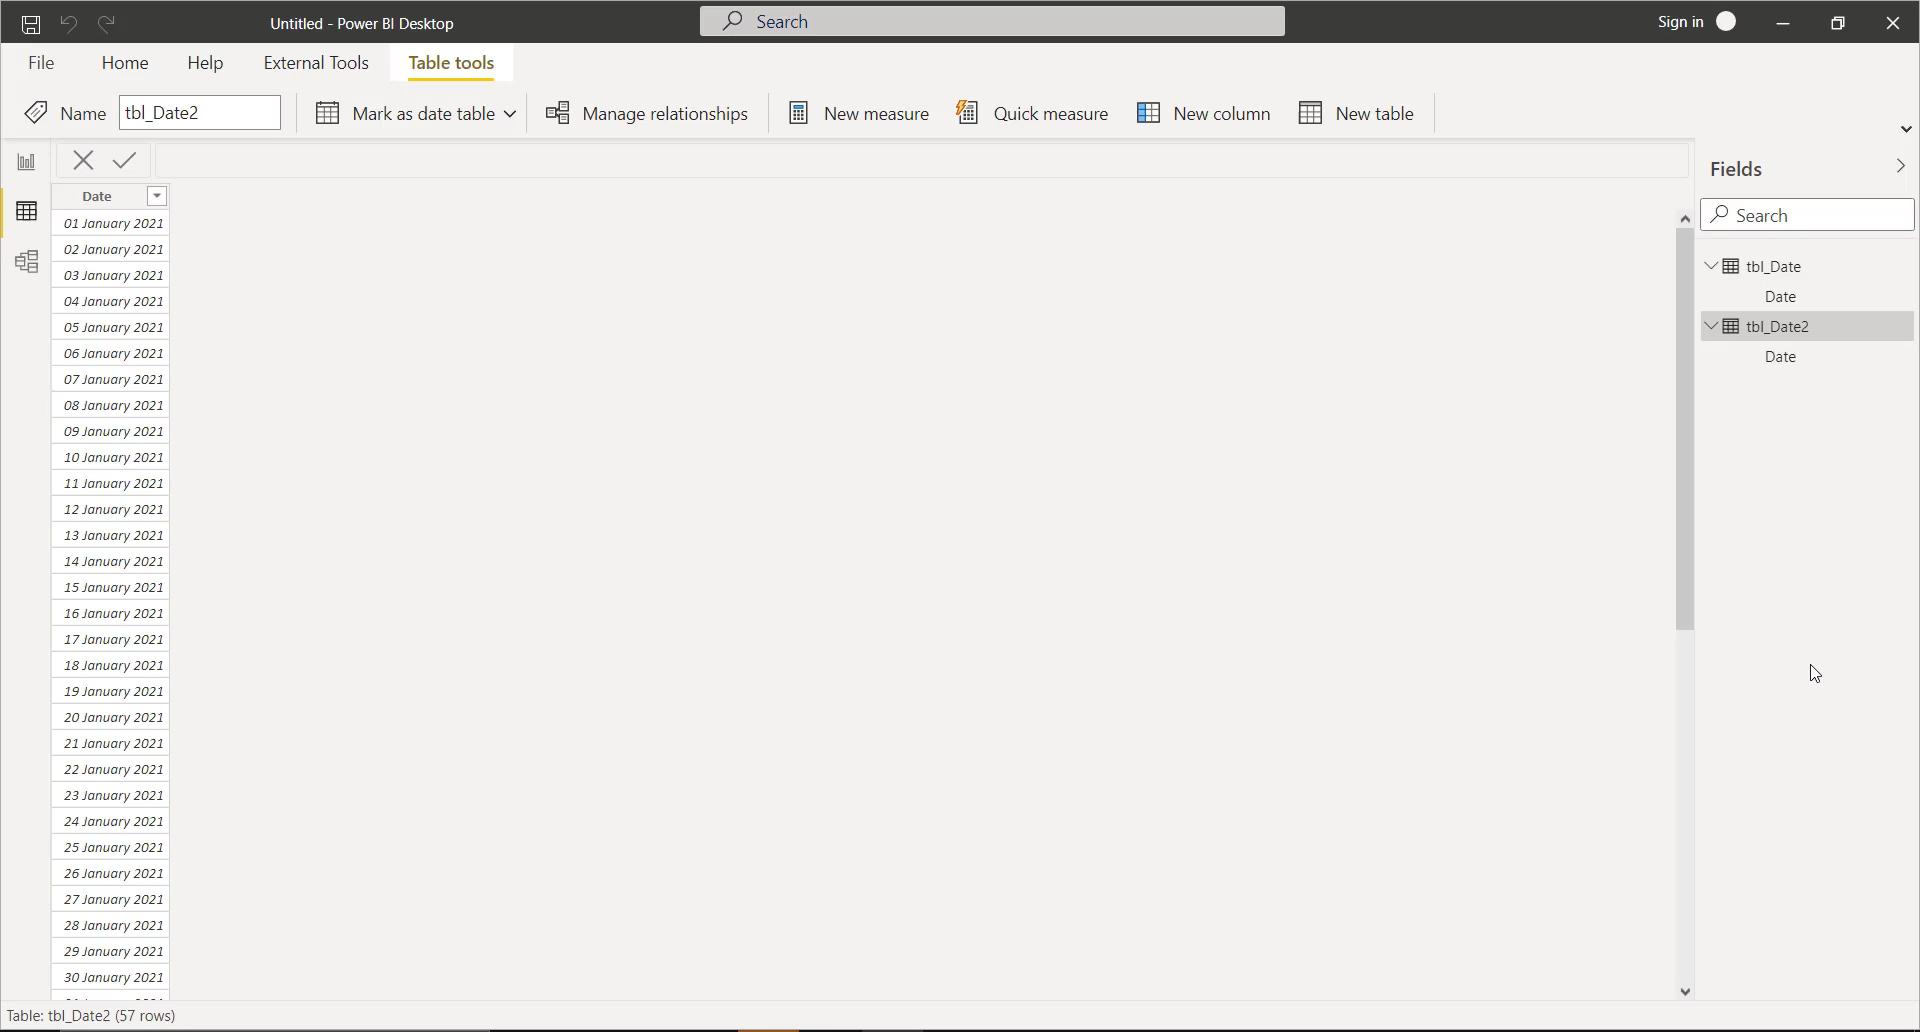 Untitled - Power BI Desktop
Search
Sign in
File Home Help External Tools Table tools
Name tbl_Date2 Mark as date table Manage relationships New measure Quick measure New column New table
Date
01 January 2021
02 January 2021
03 January 2021
04 January 2021
05 January 2021
06 January 2021
07 January 2021
08 January 2021
09 January 2021
10 January 2021
11 January 2021
12 January 2021
13 January 2021
14 January 2021
15 January 2021
16 January 2021
17 January 2021
18 January 2021
19 January 2021
20 January 2021
21 January 2021
22 January 2021
23 January 2021
24 January 2021
25 January 2021
26 January 2021
27 January 2021
28 January 2021
29 January 2021
30 January 2021
Fields
Search
tbl_Date
Date
tbl_Date2
Date
Table: tbl_Date2 (57 rows)